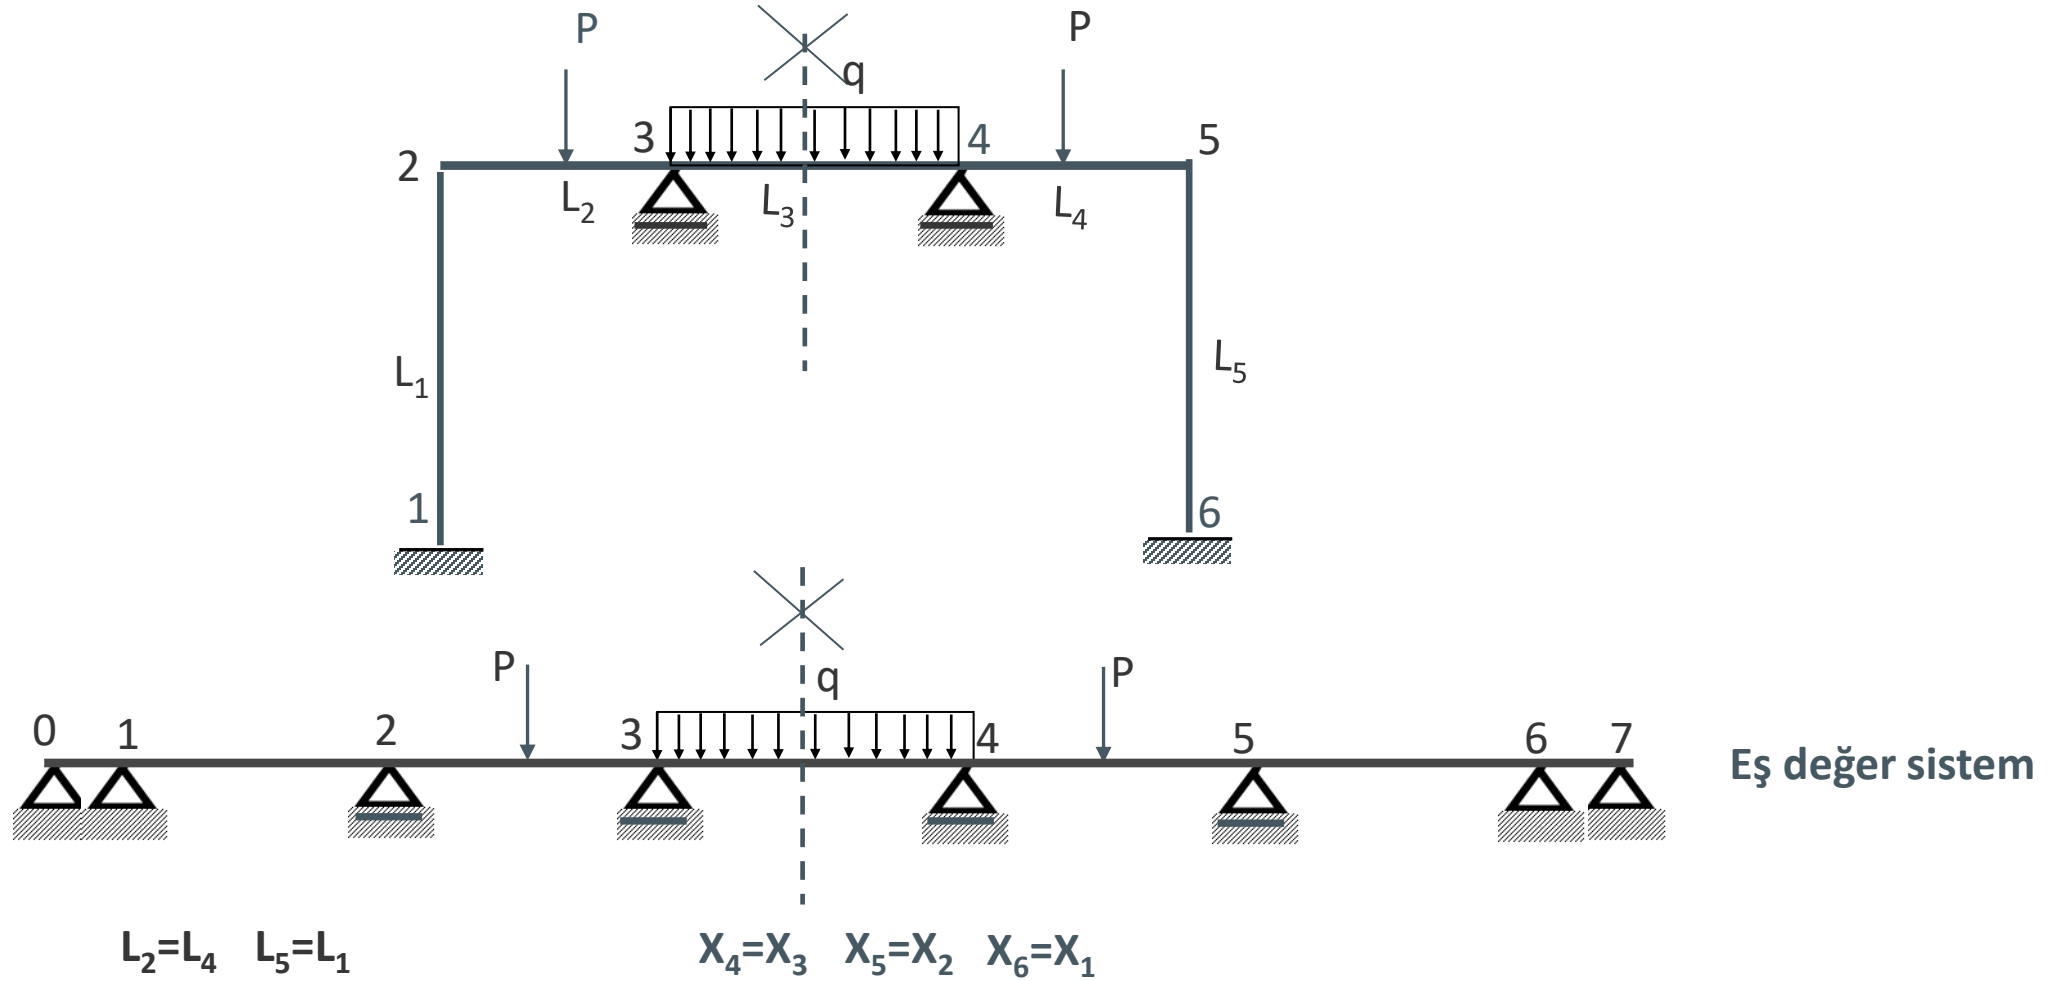 P
P
q
3
4
5
2
L₂
L₃
L₄
L₁
L₅
1
6
P
q
P
0
1
2
3
4
5
6
7
Eş değer sistem
L₂=L₄ L₅=L₁
X₄=X₃ X₅=X₂ X₆=X₁